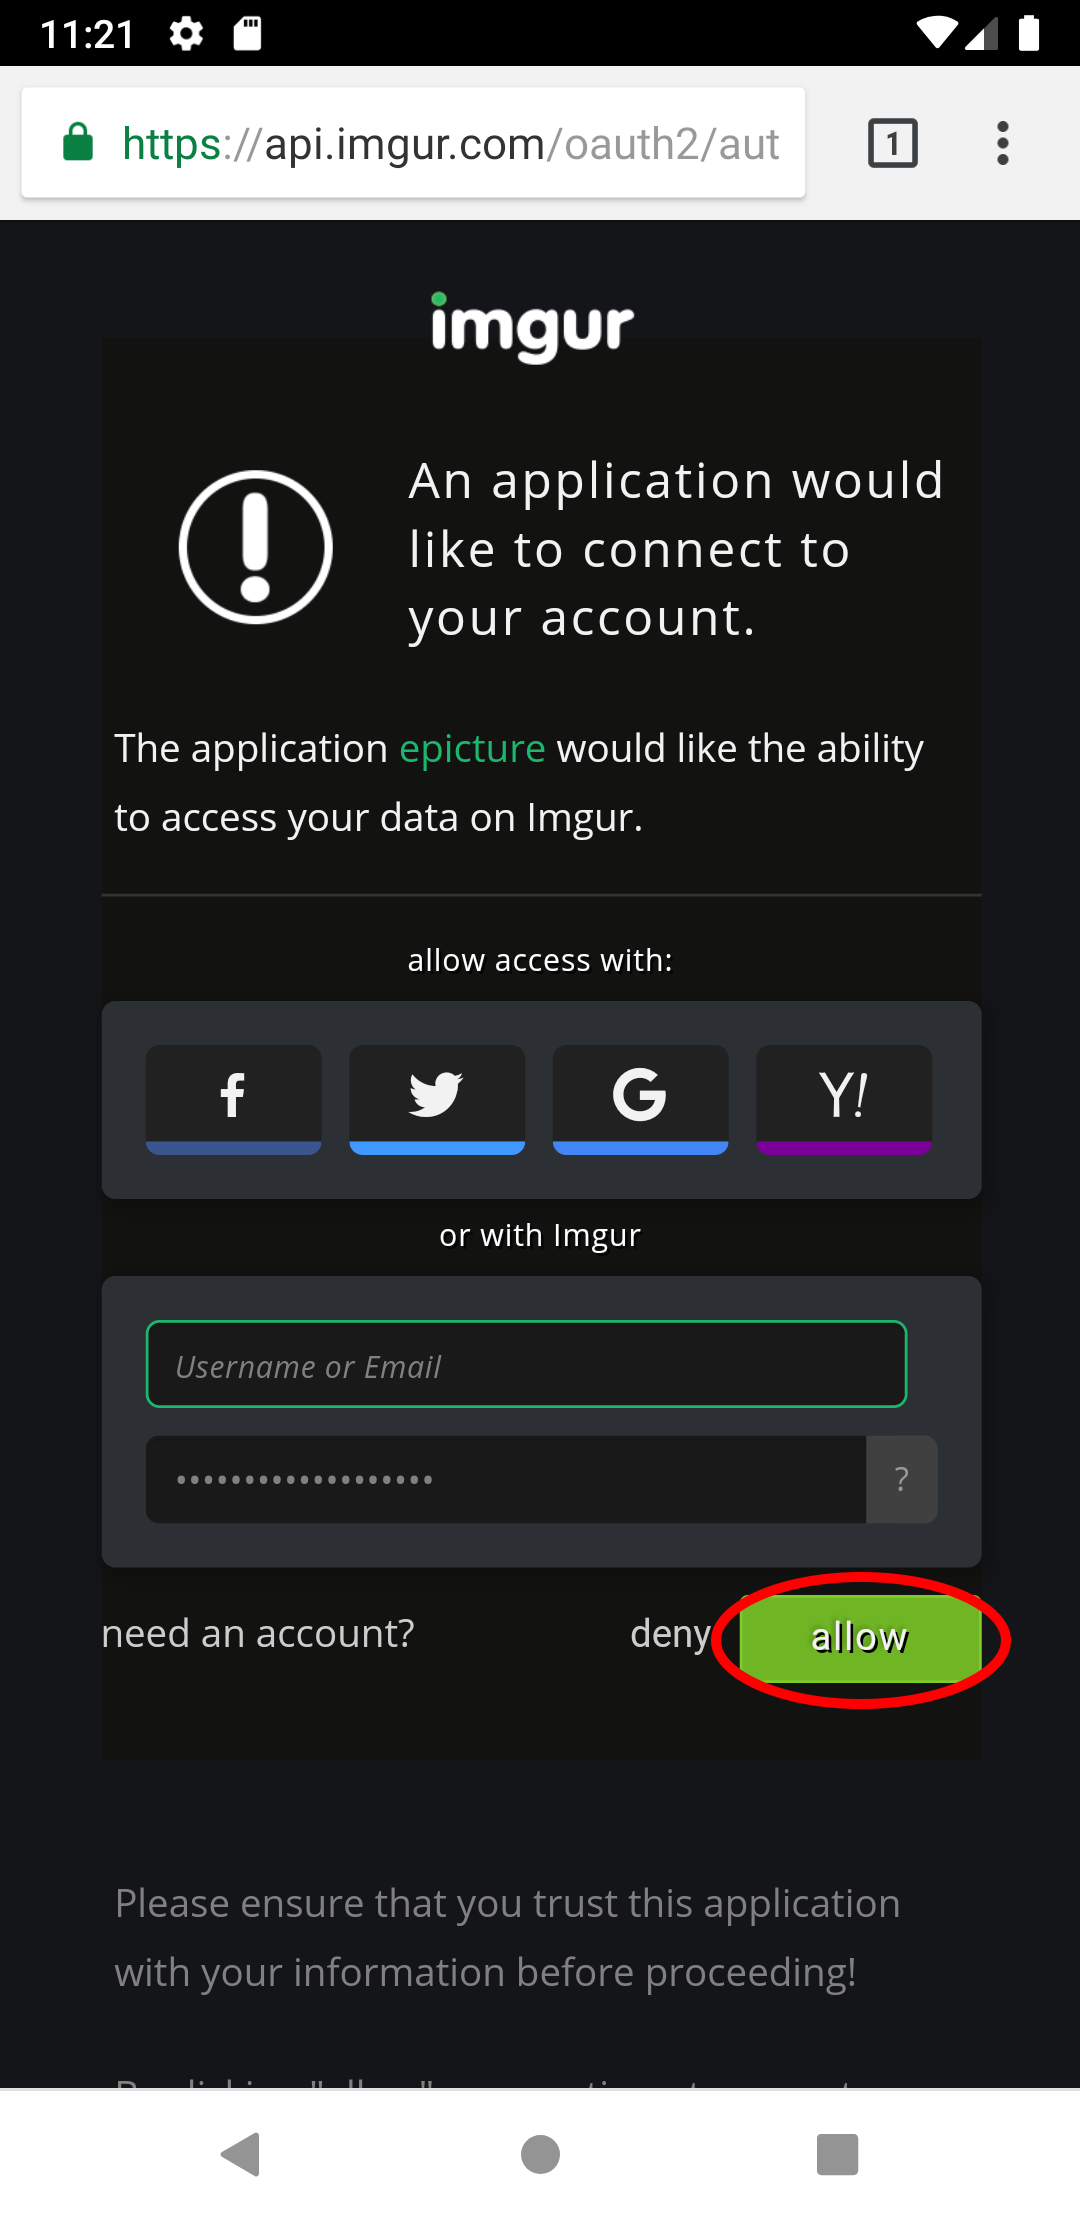 11:21
https://api.imgur.com/oauth2/aut
1
imgur
An application would
like to connect to
your account.
The application epicture would like the ability
to access your data on Imgur.
allow access with:
f
G
Y!
or with Imgur
Username or Email
?
need an account?
deny
allow
Please ensure that you trust this application
with your information before proceeding!